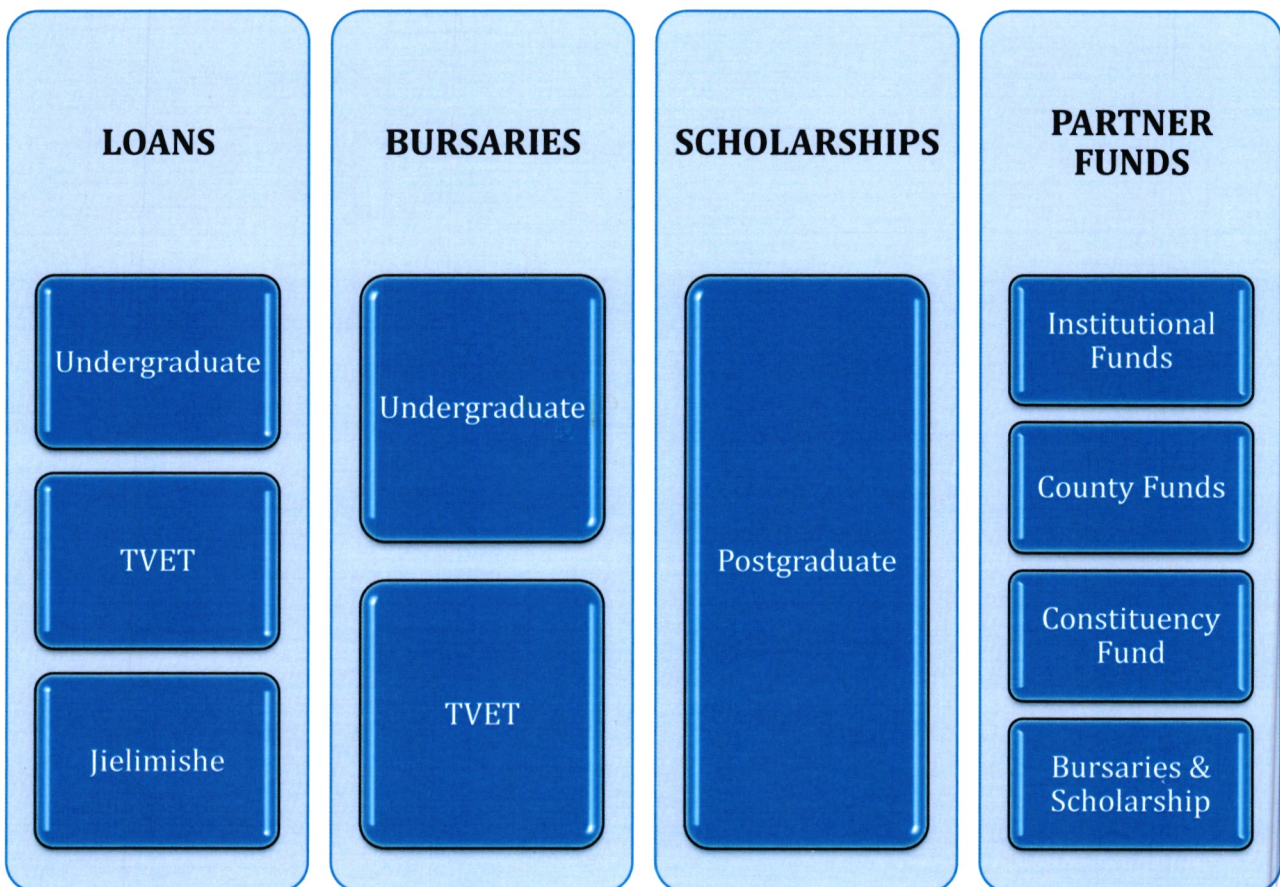 LOANS
Undergraduate
TVET
Jielimishe
BURSARIES
Undergraduate
TVET
SCHOLARSHIPS
Postgraduate
PARTNER
FUNDS
Institutional
Funds
County Funds
Constituency
Fund
Bursaries &
Scholarship